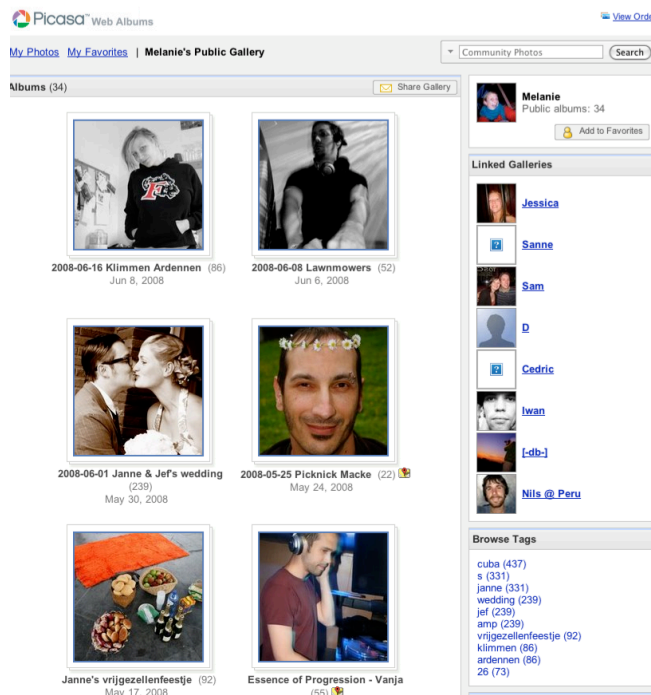 Picasa™ Web Albums
View Orde
My Photos My Favorites | Melanie's Public Gallery
Community Photos
Search
Albums (34)
Share Gallery
2008-06-16 Klimmen Ardennen (86)
Jun 8, 2008
2008-06-08 Lawnmowers (52)
Jun 6, 2008
2008-06-01 Janne & Jef's wedding
(239)
May 30, 2008
2008-05-25 Picknick Macke (22)
May 24, 2008
Janne's vrijgezellenfeestje (92)
May 17, 2008
Essence of Progression - Vanja
(55)
Melanie
Public albums: 34
Add to Favorites
Linked Galleries
Jessica
Sanne
Sam
D
Cedric
Iwan
[-db-]
Nils @ Peru
Browse Tags
cuba (437)
s (331)
janne (331)
wedding (239)
jef (239)
amp (239)
vrijgezellenfeestje (92)
klimmen (86)
ardennen (86)
26 (73)